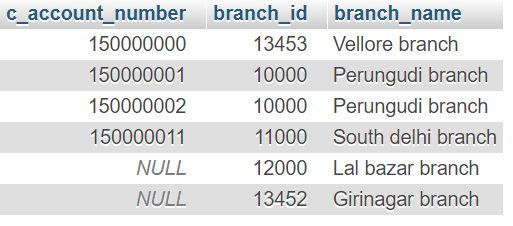 c_account_number branch_id branch_name
150000000 13453 Vellore branch
150000001 10000 Perungudi branch
150000002 10000 Perungudi branch
150000011 11000 South delhi branch
NULL 12000 Lal bazar branch
NULL 13452 Girinagar branch